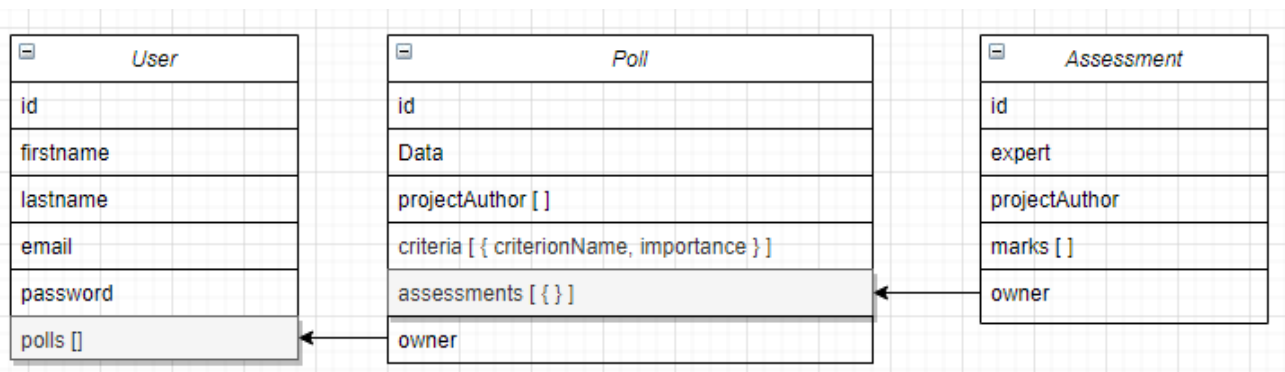 User
id
firstname
lastname
email
password
polls []
Poll
id
Data
projectAuthor [ ]
criteria [ { criterionName, importance } ]
assessments [ { } ]
owner
Assessment
id
expert
projectAuthor
marks [ ]
owner